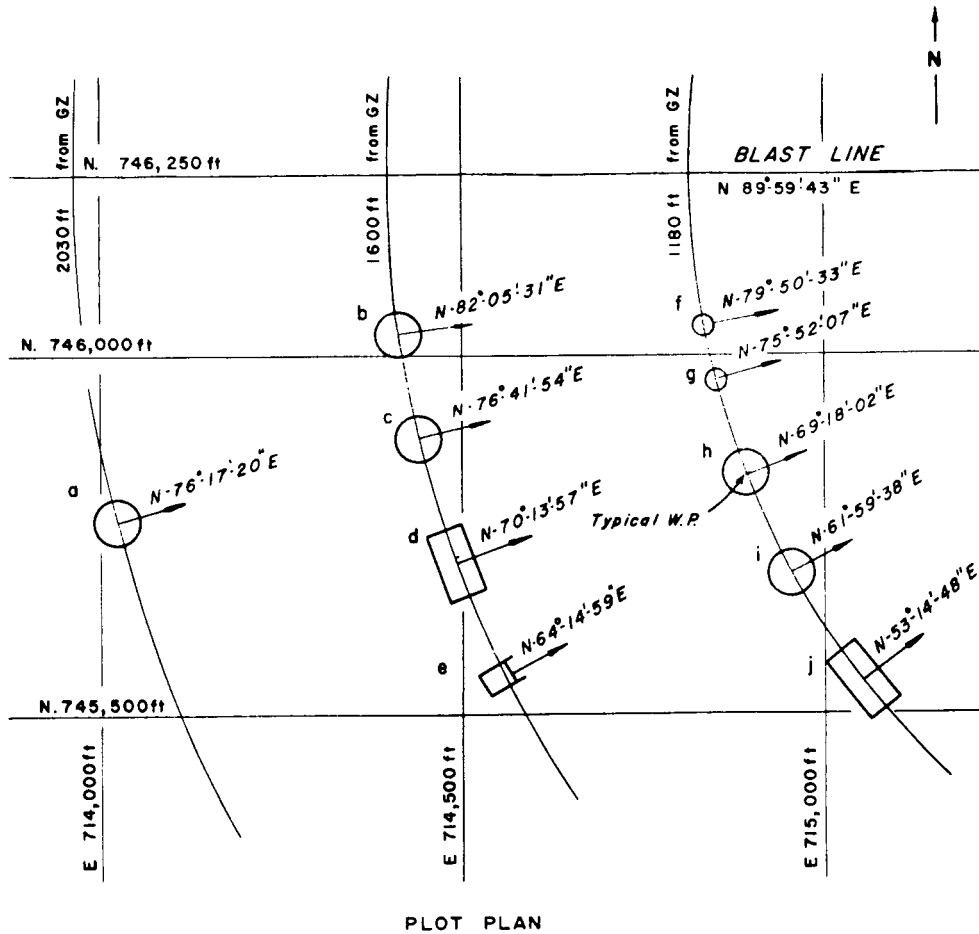 N
2030 ft from GZ
1600 ft from GZ
1180 ft from GZ
N. 746,250 ft
BLAST LINE
N 89°-59'43" E
f
N-79°-50'-33" E
b
N-82°-05'-31" E
N. 746,000 ft
g
N-75°-52'-07" E
c
N-76°-41'-54" E
h
N-69°-18'-02" E
Typical W.P.
a
N-76°-17'-20" E
d
N-70°-13'-57" E
i
N-61°-59'-38" E
e
N-64°-14'-59" E
j
N-53°-14'-48" E
N. 745,500 ft
E 714,000 ft
E 714,500 ft
E 715,000 ft
PLOT PLAN